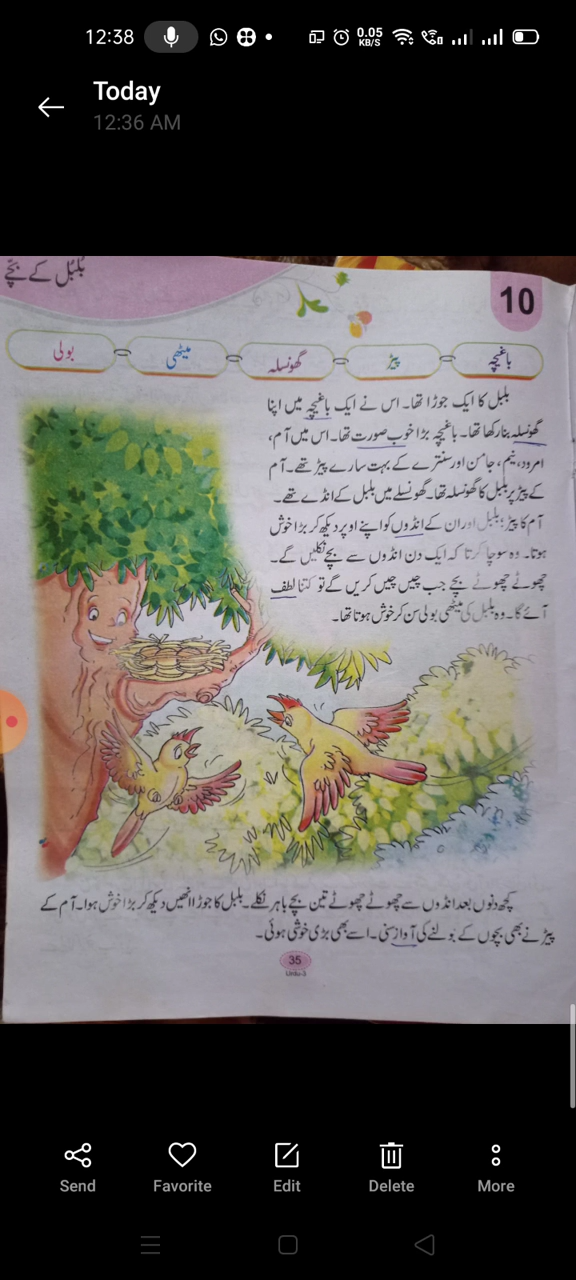 12:38
0.05 KB/S
Today
12:36 AM
بُلبُل کے بچّے
10
باغیچہ
پیڑ
گھونسلہ
میٹھی
بولی
بلبل کا ایک جوڑا تھا۔ اس نے ایک باغیچہ میں اپنا
گھونسلہ بنا رکھا تھا۔ باغیچہ بڑا خوب صورت تھا۔ اس میں آم،
امرود، نیم، جامن اور سنترے کے بہت سارے پیڑ تھے۔ آم
کے پیڑ پر بلبل کا گھونسلہ تھا۔ گھونسلے میں بلبل کے انڈے تھے۔
آم کا پیڑ؛ بلبل اور ان کے انڈوں کو اپنے اوپر دیکھ کر بڑا خوش
ہوتا۔ وہ سوچا کرتا کہ ایک دن انڈوں سے بچے نکلیں گے۔
چھوٹے چھوٹے بچے جب چیں چیں کریں گے تو کتنا لطف
آئے گا۔ وہ بلبل کی میٹھی بولی سن کر خوش ہوتا تھا۔
کچھ دنوں بعد انڈوں سے چھوٹے چھوٹے تین بچے باہر نکلے۔ بلبل کا جوڑا انھیں دیکھ کر بڑا خوش ہوا۔ آم کے
پیڑ نے بھی بچوں کے بولنے کی آواز سنی۔ اسے بھی بڑی خوشی ہوئی۔
35
Urdu-3
Send
Favorite
Edit
Delete
More